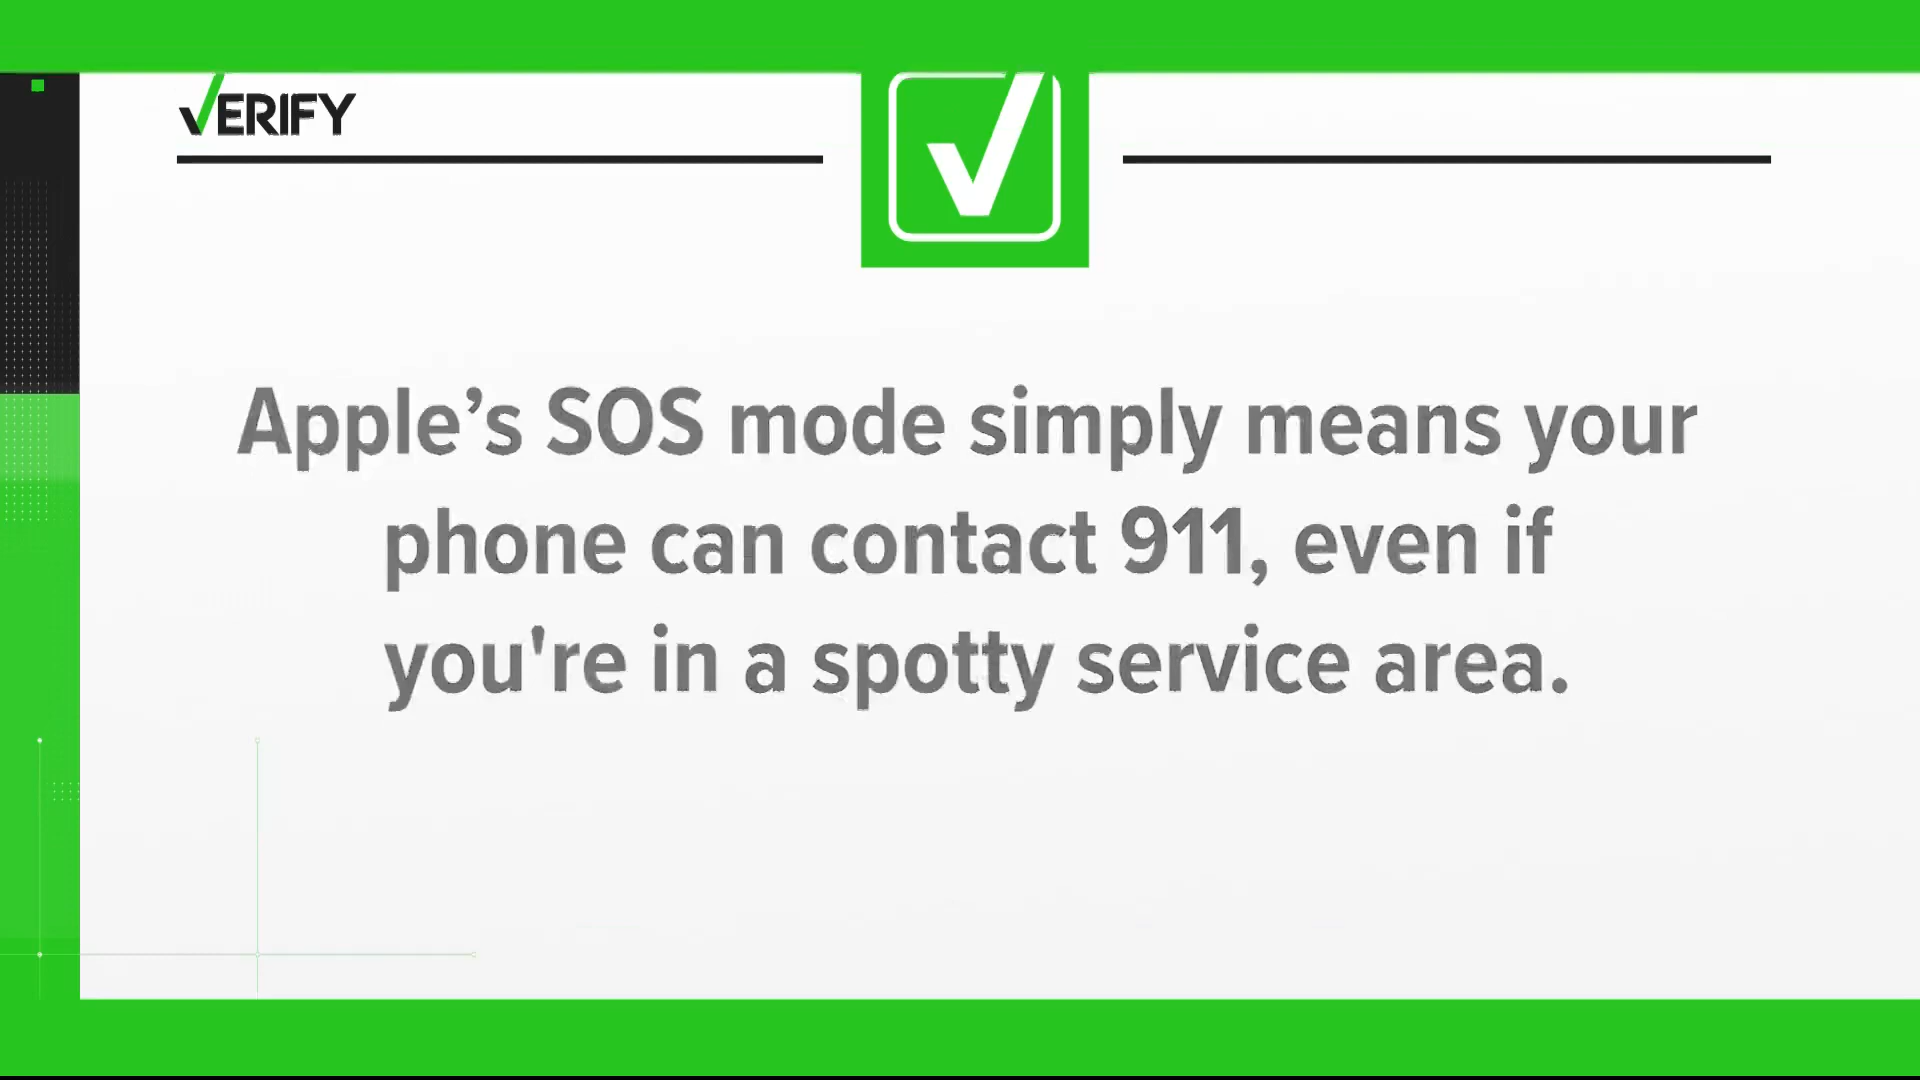 VERIFY
Apple’s SOS mode simply means your
phone can contact 911, even if
you're in a spotty service area.